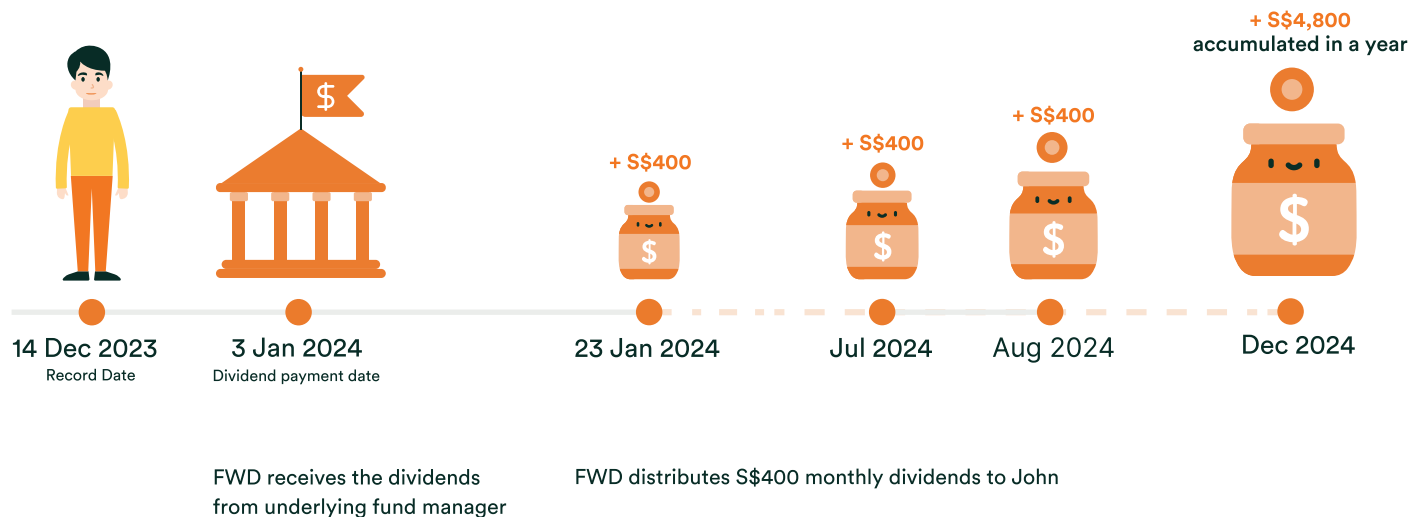 + S$4,800
accumulated in a year
+ S$400
+ S$400
+ S$400
$
$
$
$
$
14 Dec 2023
Record Date
3 Jan 2024
Dividend payment date
23 Jan 2024
Jul 2024
Aug 2024
Dec 2024
FWD receives the dividends
from underlying fund manager
FWD distributes S$400 monthly dividends to John